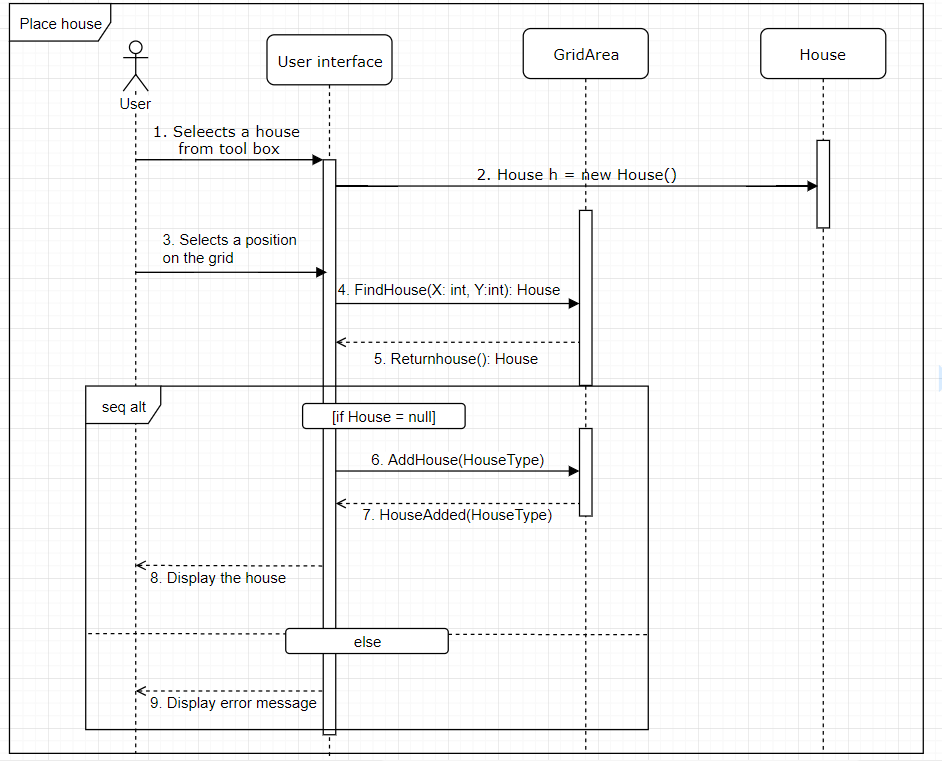 Place house
User
User interface
GridArea
House
1. Seleects a house
from tool box
2. House h = new House()
3. Selects a position
on the grid
4. FindHouse(X: int, Y:int): House
5. Returnhouse(): House
seq alt
[if House = null]
6. AddHouse(HouseType)
7. HouseAdded(HouseType)
8. Display the house
else
9. Display error message